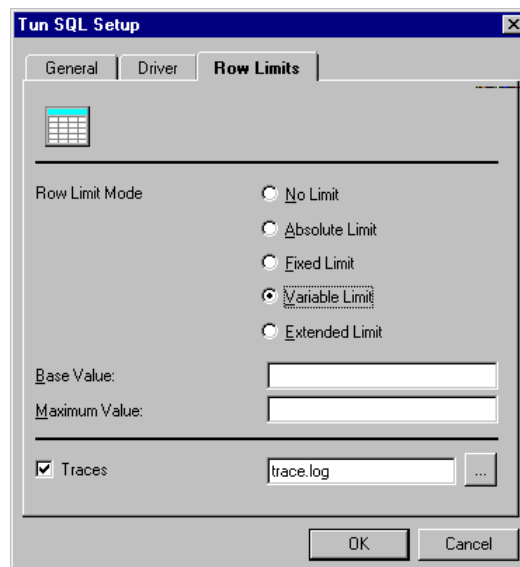 Tun SQL Setup
General Driver Row Limits
Row Limit Mode
No Limit
Absolute Limit
Fixed Limit
Variable Limit
Extended Limit
Base Value:
Maximum Value:
Traces trace.log ...
OK Cancel